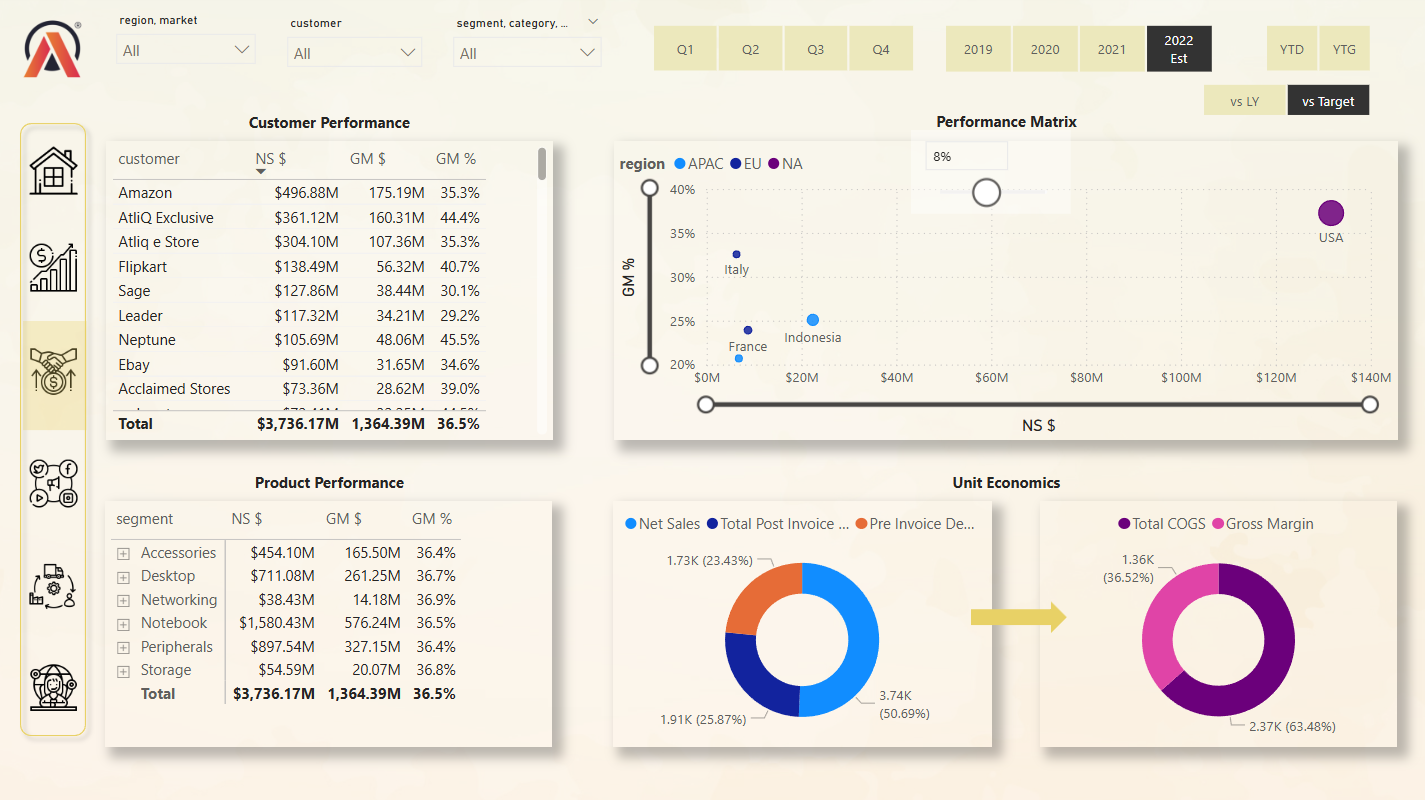 region, market
customer
segment, category, ...
All
All
All
Q1 Q2 Q3 Q4
2019 2020 2021 2022 Est
YTD YTG
vs LY vs Target
Customer Performance
customer NS $ GM $ GM %
Amazon $496.88M 175.19M 35.3%
AtliQ Exclusive $361.12M 160.31M 44.4%
Atliq e Store $304.10M 107.36M 35.3%
Flipkart $138.49M 56.32M 40.7%
Sage $127.86M 38.44M 30.1%
Leader $117.32M 34.21M 29.2%
Neptune $105.69M 48.06M 45.5%
Ebay $91.60M 31.65M 34.6%
Acclaimed Stores $73.36M 28.62M 39.0%
Total $3,736.17M 1,364.39M 36.5%
Performance Matrix
region APAC EU NA
8%
GM %
40%
35%
30%
25%
20%
USA
Italy
Indonesia
France
$0M $20M $40M $60M $80M $100M $120M $140M
NS $
Product Performance
segment NS $ GM $ GM %
Accessories $454.10M 165.50M 36.4%
Desktop $711.08M 261.25M 36.7%
Networking $38.43M 14.18M 36.9%
Notebook $1,580.43M 576.24M 36.5%
Peripherals $897.54M 327.15M 36.4%
Storage $54.59M 20.07M 36.8%
Total $3,736.17M 1,364.39M 36.5%
Unit Economics
Net Sales Total Post Invoice ... Pre Invoice De...
1.73K (23.43%)
3.74K
(50.69%)
1.91K (25.87%)
Total COGS Gross Margin
1.36K
(36.52%)
2.37K (63.48%)